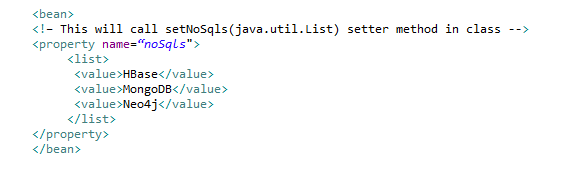 <bean>
<!– This will call setNoSqls(java.util.List) setter method in class -->
<property name=“noSqls">
<list>
<value>HBase</value>
<value>MongoDB</value>
<value>Neo4j</value>
</list>
</property>
</bean>